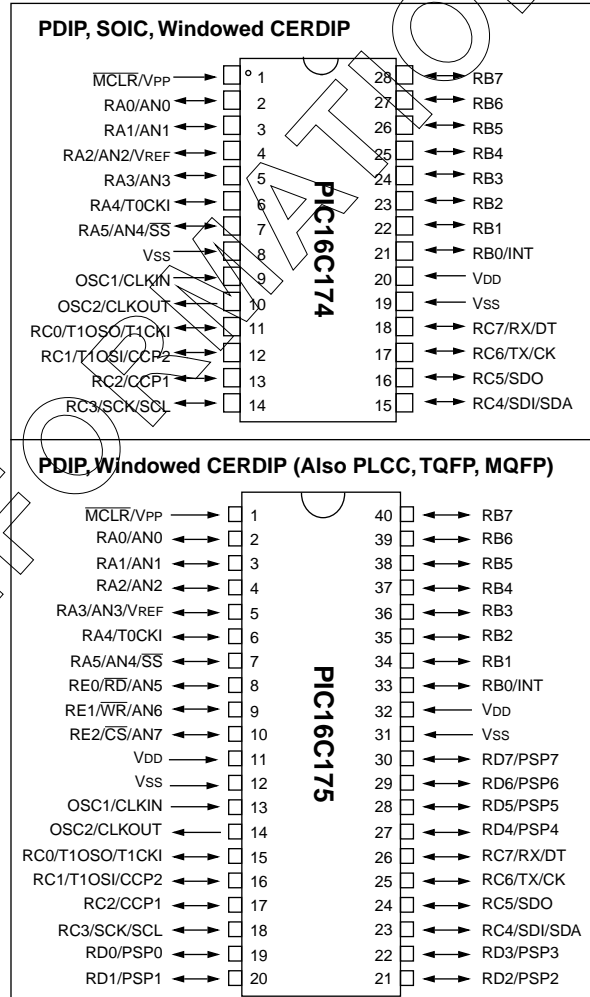 PDIP, SOIC, Windowed CERDIP
MCLR/VPP 1 28 RB7
RA0/AN0 2 27 RB6
RA1/AN1 3 26 RB5
RA2/AN2/VREF 4 25 RB4
RA3/AN3 5 24 RB3
RA4/T0CKI 6 23 RB2
RA5/AN4/SS 7 22 RB1
VSS 8 21 RB0/INT
OSC1/CLKIN 9 20 VDD
OSC2/CLKOUT 10 19 VSS
RC0/T1OSO/T1CKI 11 18 RC7/RX/DT
RC1/T1OSI/CCP2 12 17 RC6/TX/CK
RC2/CCP1 13 16 RC5/SDO
RC3/SCK/SCL 14 15 RC4/SDI/SDA
PIC16C174
PDIP, Windowed CERDIP (Also PLCC, TQFP, MQFP)
MCLR/VPP 1 40 RB7
RA0/AN0 2 39 RB6
RA1/AN1 3 38 RB5
RA2/AN2 4 37 RB4
RA3/AN3/VREF 5 36 RB3
RA4/T0CKI 6 35 RB2
RA5/AN4/SS 7 34 RB1
RE0/RD/AN5 8 33 RB0/INT
RE1/WR/AN6 9 32 VDD
RE2/CS/AN7 10 31 VSS
VDD 11 30 RD7/PSP7
VSS 12 29 RD6/PSP6
OSC1/CLKIN 13 28 RD5/PSP5
OSC2/CLKOUT 14 27 RD4/PSP4
RC0/T1OSO/T1CKI 15 26 RC7/RX/DT
RC1/T1OSI/CCP2 16 25 RC6/TX/CK
RC2/CCP1 17 24 RC5/SDO
RC3/SCK/SCL 18 23 RC4/SDI/SDA
RD0/PSP0 19 22 RD3/PSP3
RD1/PSP1 20 21 RD2/PSP2
PIC16C175